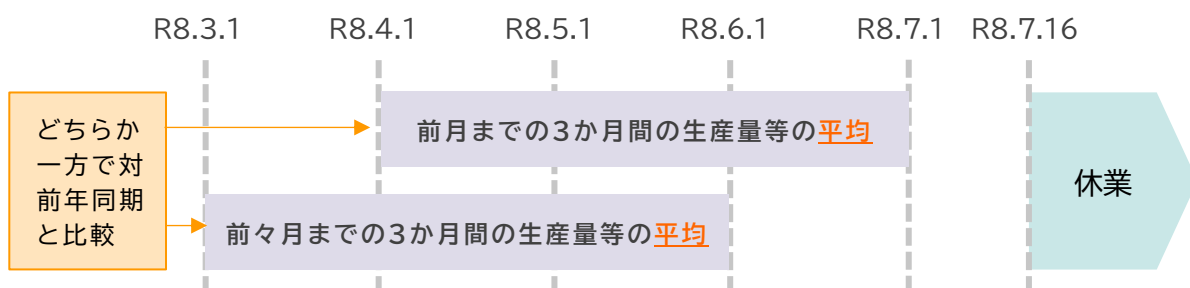 R8.3.1 R8.4.1 R8.5.1 R8.6.1 R8.7.1 R8.7.16
どちらか
一方で対
前年同期
と比較
前月までの3か月間の生産量等の平均
前々月までの3か月間の生産量等の平均
休業